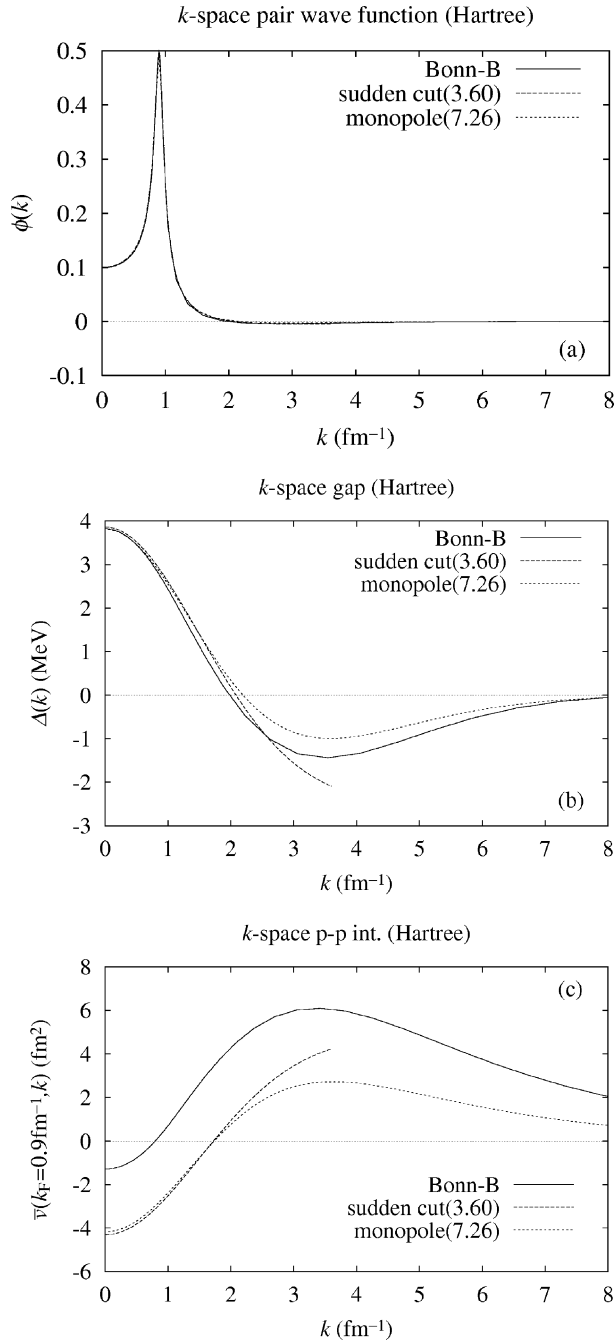 k-space pair wave function (Hartree)
0.5
0.4
0.3
0.2
0.1
0
-0.1
ϕ(k)
Bonn-B
sudden cut(3.60)
monopole(7.26)
(a)
0 1 2 3 4 5 6 7 8
k (fm⁻¹)
k-space gap (Hartree)
4
3
2
1
0
-1
-2
-3
Δ(k) (MeV)
Bonn-B
sudden cut(3.60)
monopole(7.26)
(b)
0 1 2 3 4 5 6 7 8
k (fm⁻¹)
k-space p-p int. (Hartree)
8
6
4
2
0
-2
-4
-6
v̅(k_F=0.9fm⁻¹,k) (fm²)
(c)
Bonn-B
sudden cut(3.60)
monopole(7.26)
0 1 2 3 4 5 6 7 8
k (fm⁻¹)